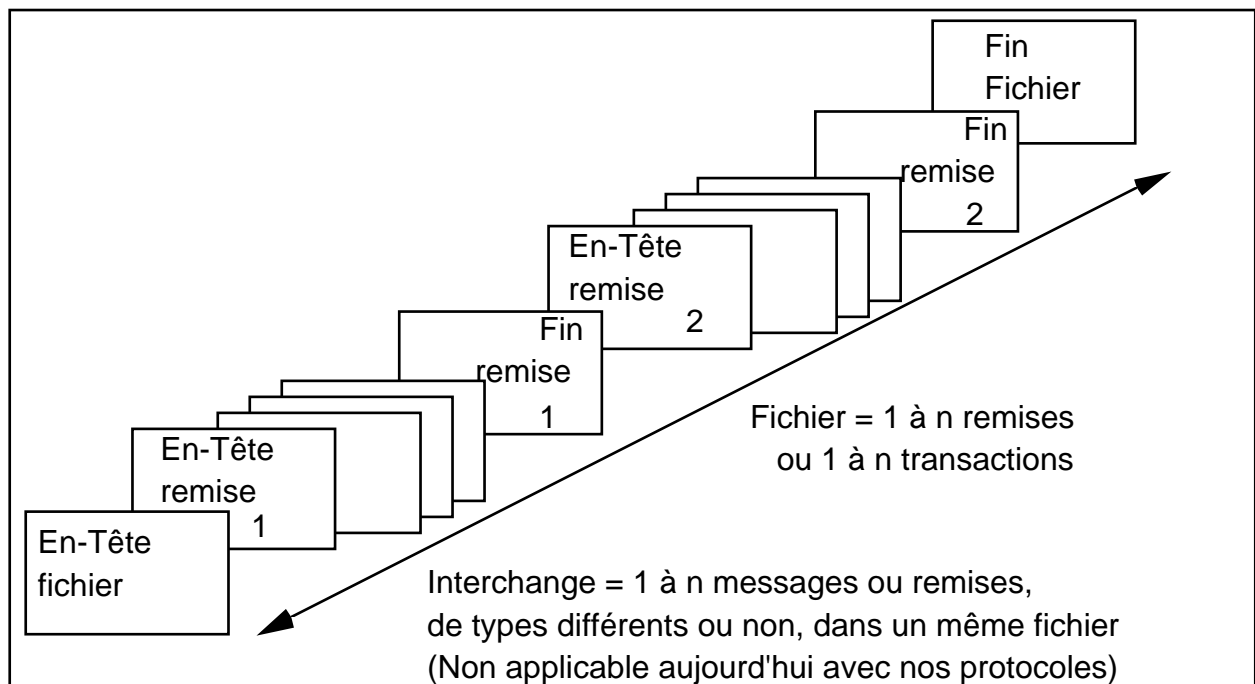 Fin
Fichier
Fin
remise
2
En-Tête
remise
2
Fin
remise
1
En-Tête
remise
1
En-Tête
fichier
Fichier = 1 à n remises
ou 1 à n transactions
Interchange = 1 à n messages ou remises,
de types différents ou non, dans un même fichier
(Non applicable aujourd'hui avec nos protocoles)